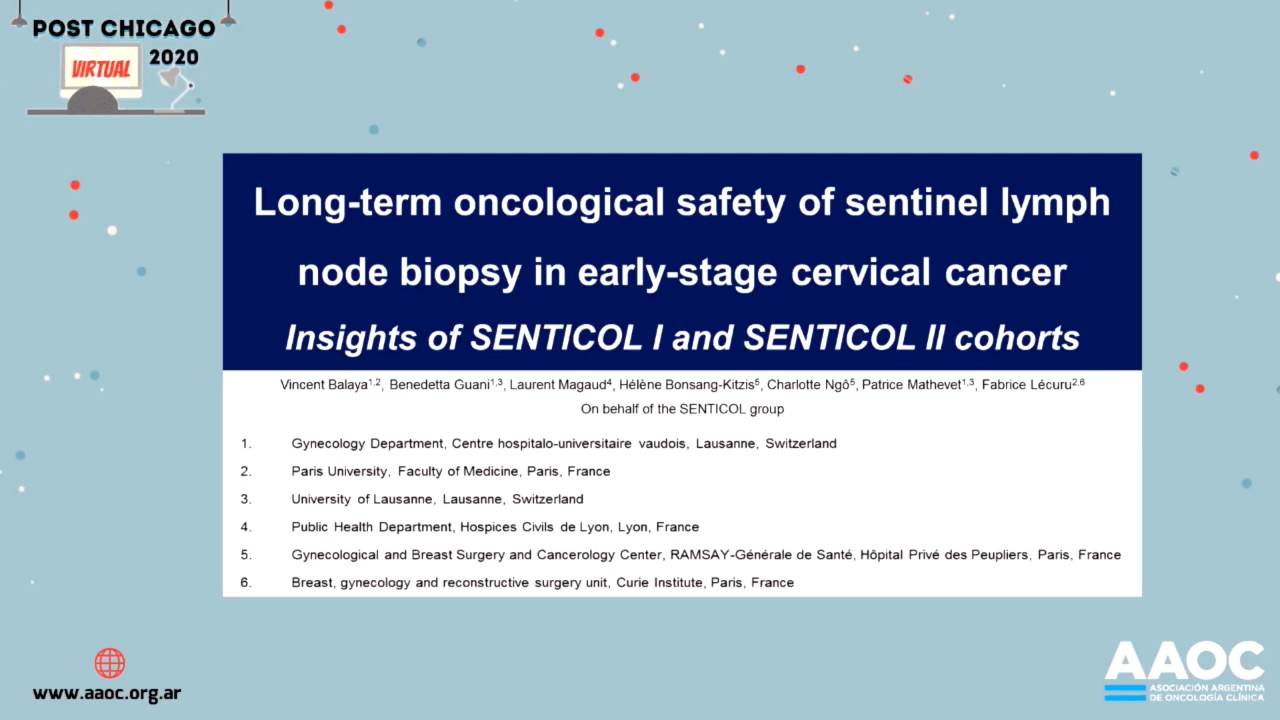 POST CHICAGO
2020
VIRTUAL
Long-term oncological safety of sentinel lymph
node biopsy in early-stage cervical cancer
Insights of SENTICOL I and SENTICOL II cohorts
Vincent Balaya1,2, Benedetta Guani1,3, Laurent Magaud4, Hélène Bonsang-Kitzis5, Charlotte Ngô5, Patrice Mathevet1,3, Fabrice Lécuru2,6
On behalf of the SENTICOL group
1. Gynecology Department, Centre hospitalo-universitaire vaudois, Lausanne, Switzerland
2. Paris University, Faculty of Medicine, Paris, France
3. University of Lausanne, Lausanne, Switzerland
4. Public Health Department, Hospices Civils de Lyon, Lyon, France
5. Gynecological and Breast Surgery and Cancerology Center, RAMSAY-Générale de Santé, Hôpital Privé des Peupliers, Paris, France
6. Breast, gynecology and reconstructive surgery unit, Curie Institute, Paris, France
www.aaoc.org.ar
AAOC
ASOCIACIÓN ARGENTINA
DE ONCOLOGÍA CLÍNICA